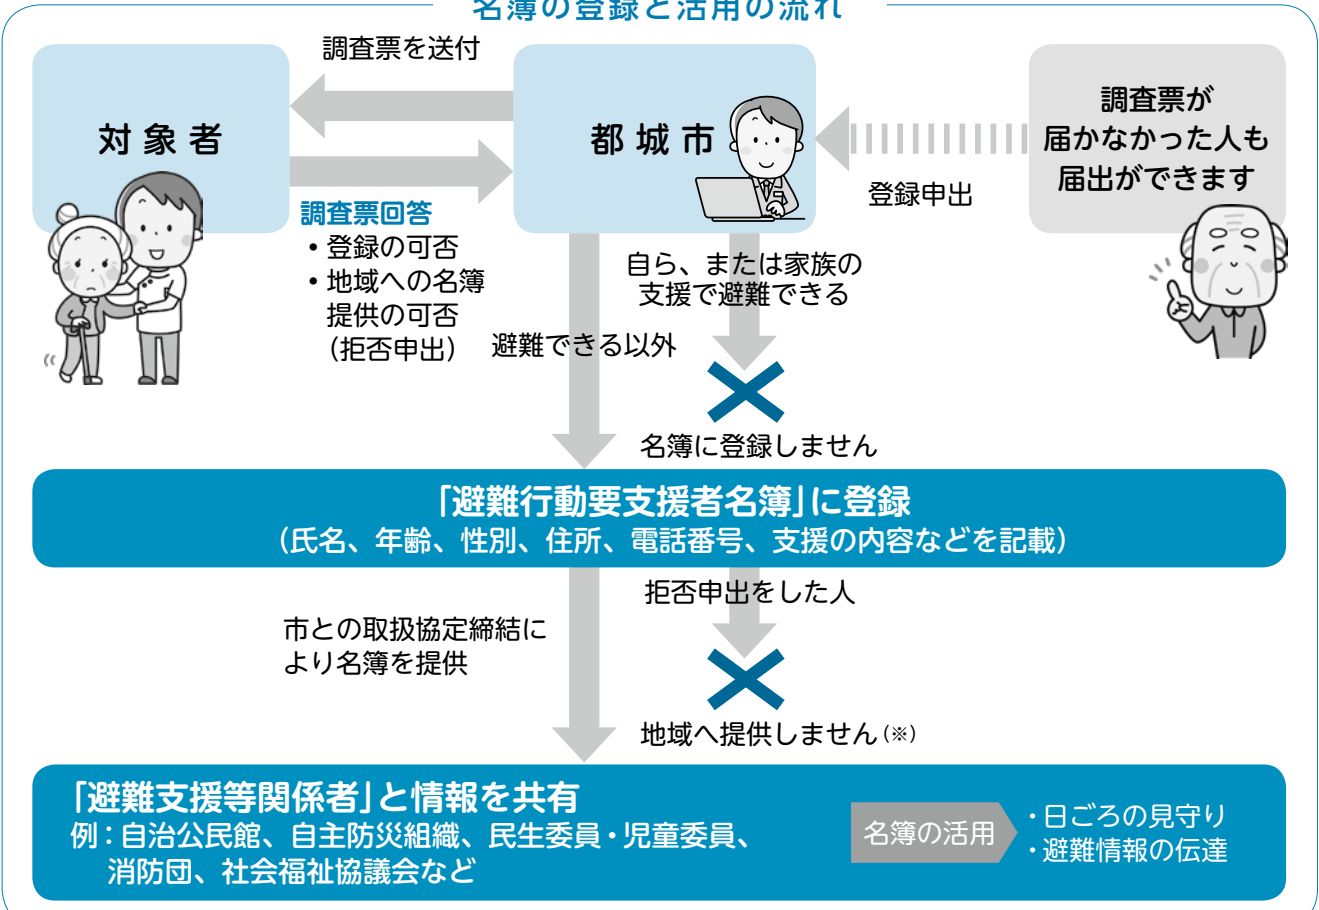 名簿の登録と活用の流れ
調査票を送付
対象者
都城市
調査票が
届かなかった人も
届出ができます
登録申出
調査票回答
・登録の可否
・地域への名簿
提供の可否
（拒否申出）
自ら、または家族の
支援で避難できる
避難できる以外
名簿に登録しません
「避難行動要支援者名簿」に登録
（氏名、年齢、性別、住所、電話番号、支援の内容などを記載）
拒否申出をした人
市との取扱協定締結に
より名簿を提供
地域へ提供しません（※）
「避難支援等関係者」と情報を共有
例：自治公民館、自主防災組織、民生委員・児童委員、
消防団、社会福祉協議会など
名簿の活用
・日ごろの見守り
・避難情報の伝達